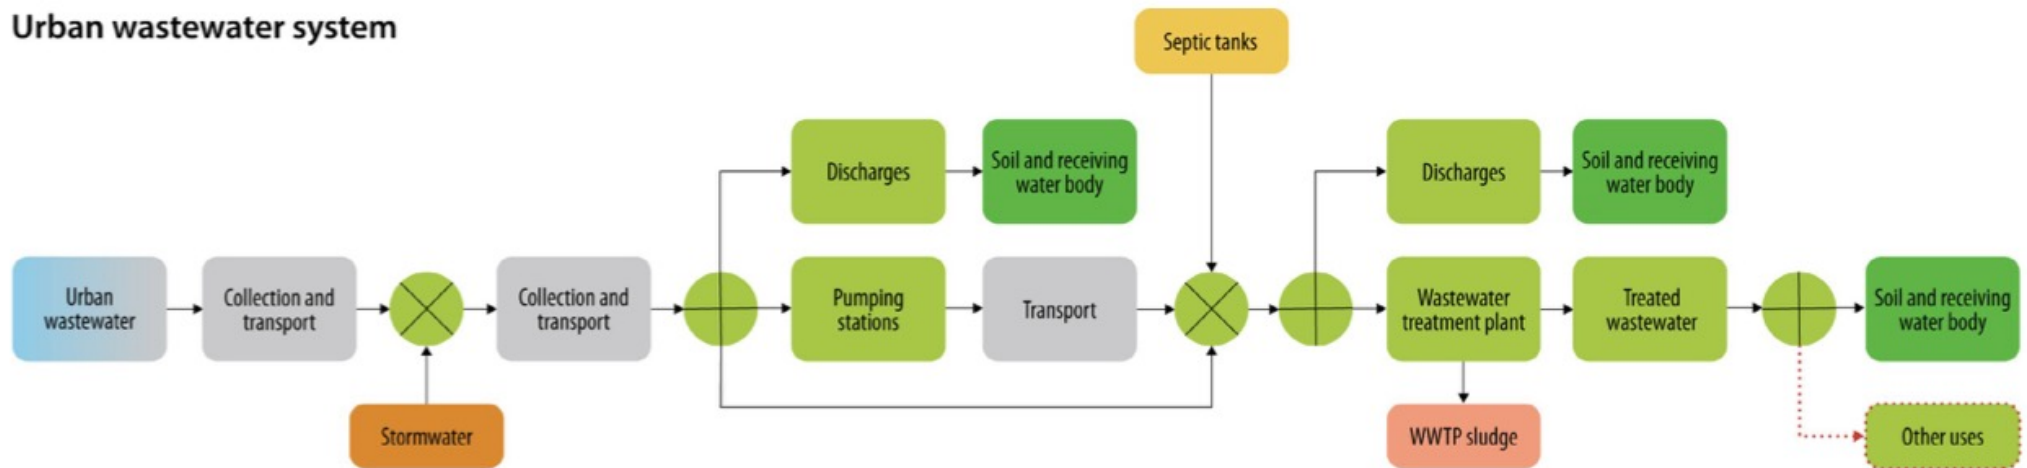 Urban wastewater system
Septic tanks
Discharges
Soil and receiving
water body
Discharges
Soil and receiving
water body
Urban
wastewater
Collection and
transport
Collection and
transport
Pumping
stations
Transport
Wastewater
treatment plant
Treated
wastewater
Soil and receiving
water body
Stormwater
WWTP sludge
Other uses